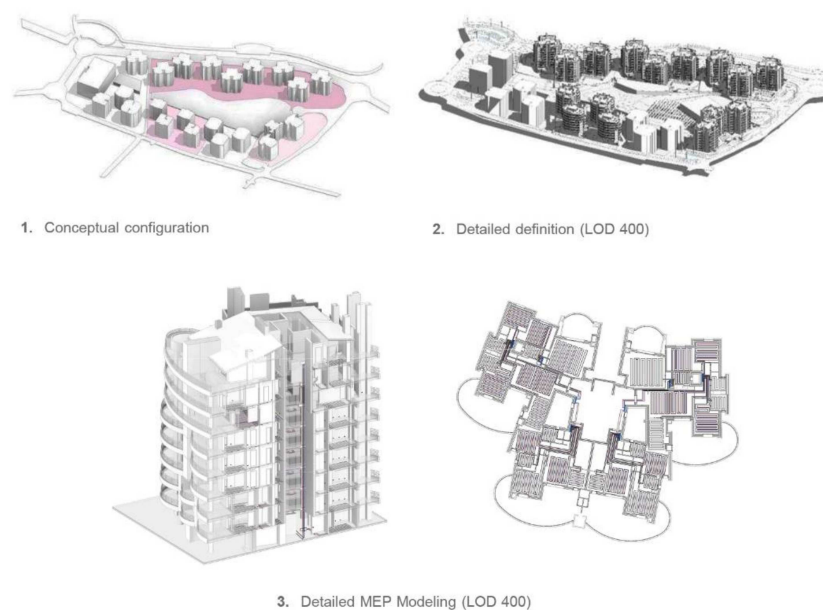 1. Conceptual configuration
2. Detailed definition (LOD 400)
3. Detailed MEP Modeling (LOD 400)